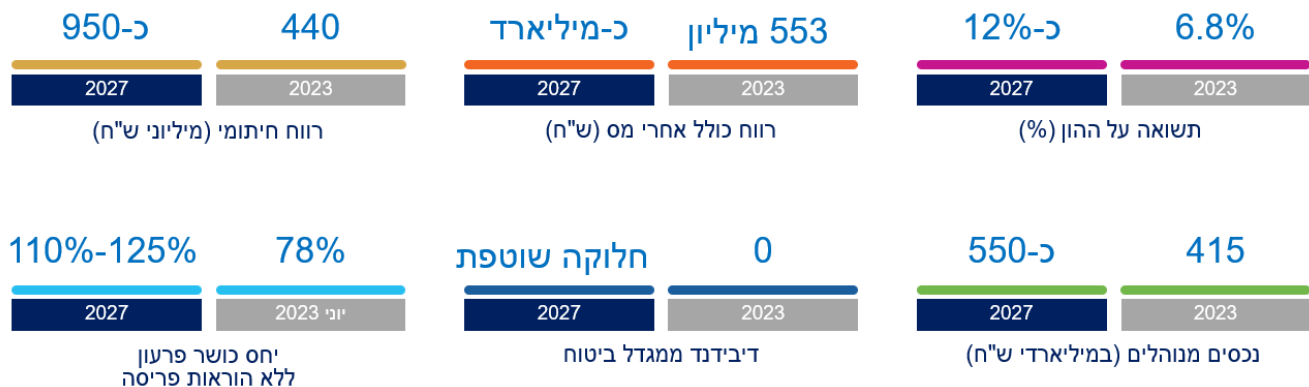 6.8%
כ-12%
2023
2027
תשואה על ההון (%)
553 מיליון
כ-מיליארד
2023
2027
רווח כולל אחרי מס (ש"ח)
440
כ-950
2023
2027
רווח חיתומי (מיליוני ש"ח)
415
כ-550
2023
2027
נכסים מנוהלים (במיליארדי ש"ח)
0
חלוקה שוטפת
2023
2027
דיבידנד ממגדל ביטוח
78%
110%-125%
יוני 2023
2027
יחס כושר פרעון
ללא הוראות פריסה